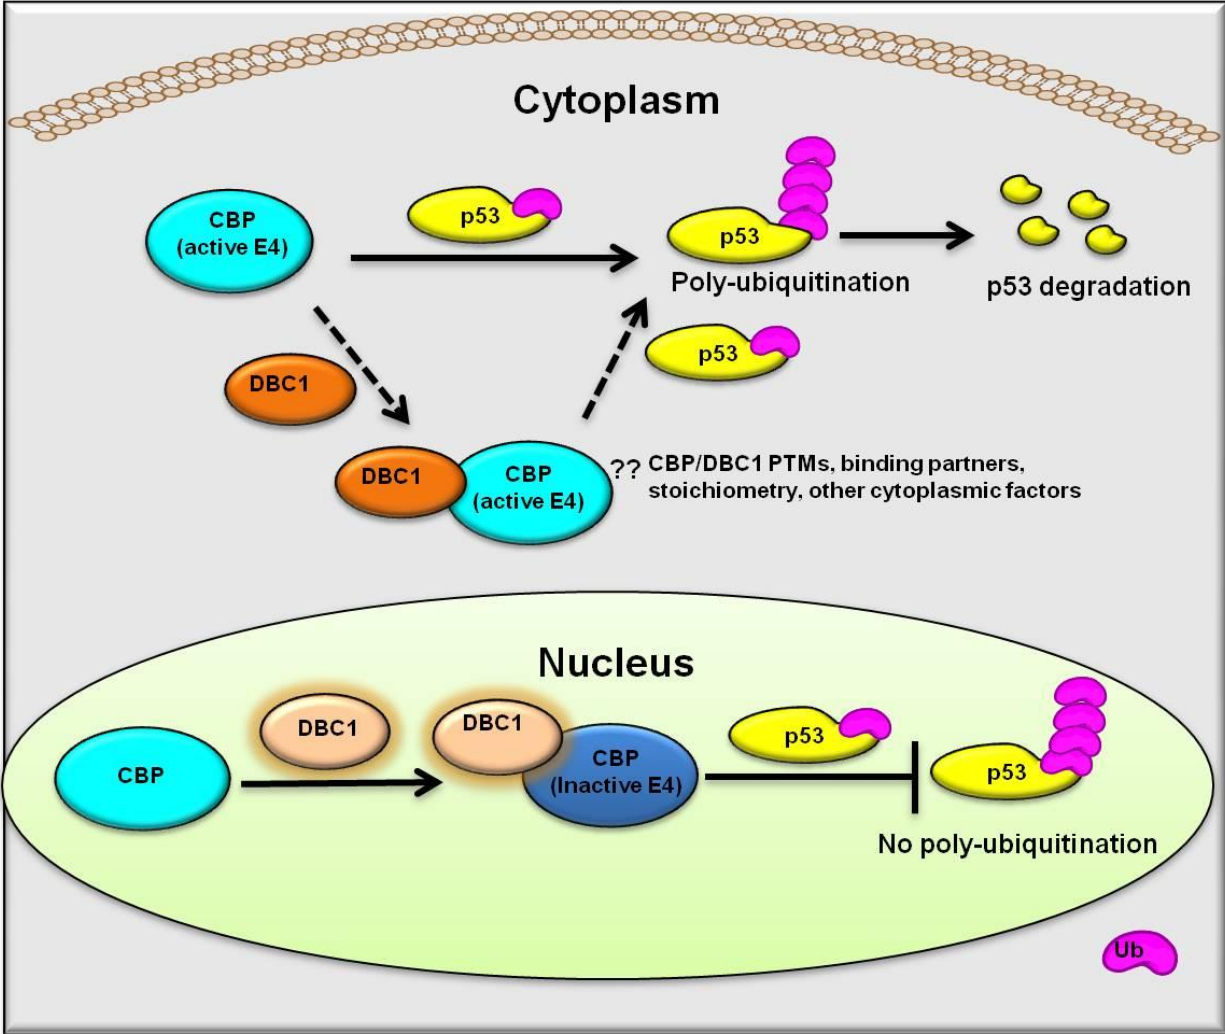 Cytoplasm
CBP
(active E4)
p53
p53
Poly-ubiquitination
p53 degradation
p53
DBC1
DBC1
CBP
(active E4)
?? CBP/DBC1 PTMs, binding partners,
stoichiometry, other cytoplasmic factors
Nucleus
CBP
DBC1
DBC1
CBP
(Inactive E4)
p53
p53
No poly-ubiquitination
Ub